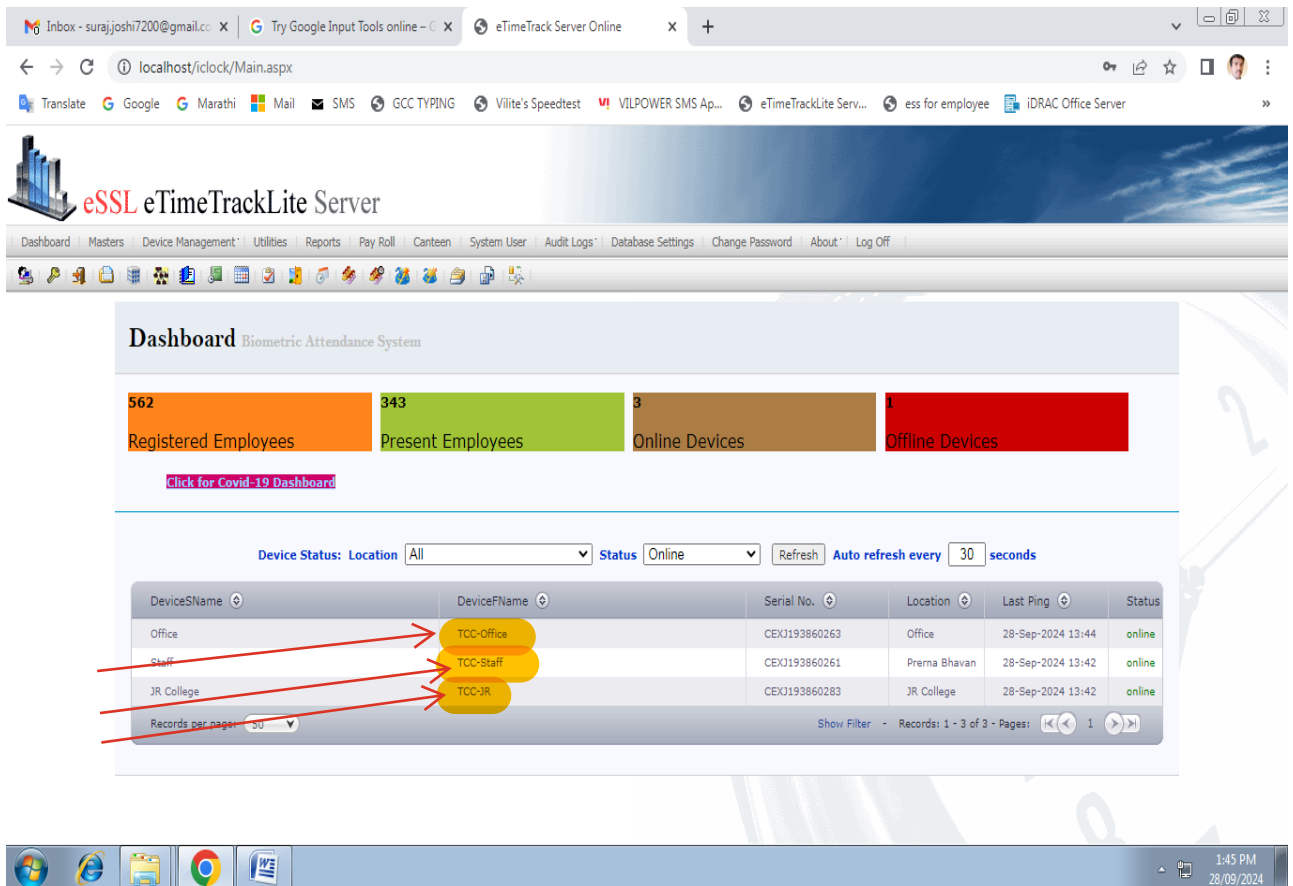 Inbox - suraj.joshi7200@gmail.co
Try Google Input Tools online – G
eTimeTrack Server Online
localhost/iclock/Main.aspx
Translate Google Marathi Mail SMS GCC TYPING Vilite's Speedtest VILPOWER SMS Ap... eTimeTrackLite Serv... ess for employee iDRAC Office Server »
eSSL eTimeTrackLite Server
Dashboard Masters Device Management Utilities Reports Pay Roll Canteen System User Audit Logs Database Settings Change Password About Log Off
Dashboard Biometric Attendance System
562 343 3 1
Registered Employees Present Employees Online Devices Offline Devices
Click for Covid-19 Dashboard
Device Status: Location All Status Online Refresh Auto refresh every 30 seconds
DeviceSName DeviceFName Serial No. Location Last Ping Status
Office TCC-Office CEXJ193860263 Office 28-Sep-2024 13:44 online
Staff TCC-Staff CEXJ193860261 Prerna Bhavan 28-Sep-2024 13:42 online
JR College TCC-JR CEXJ193860283 JR College 28-Sep-2024 13:42 online
Records per page: 50 Show Filter - Records: 1 - 3 of 3 - Pages: 1
1:45 PM
28/09/2024